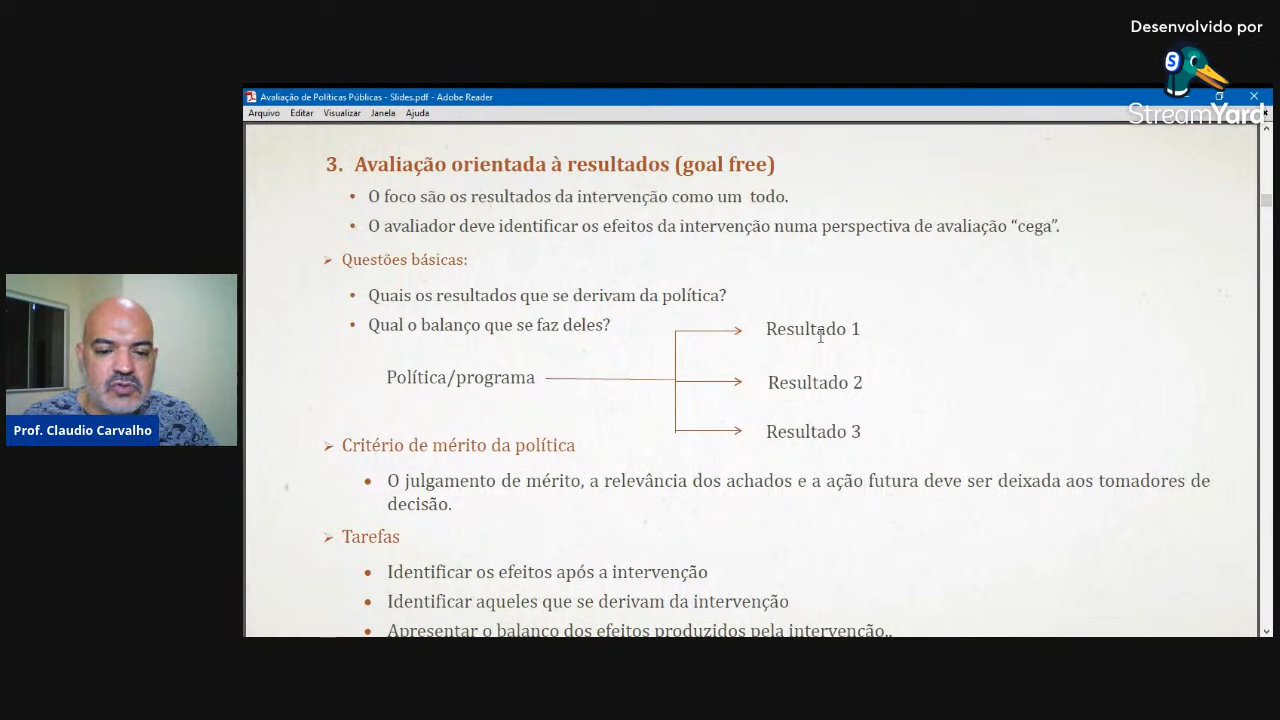 Desenvolvido por
StreamYard
Avaliação de Políticas Públicas - Slides.pdf - Adobe Reader
Arquivo Editar Visualizar Janela Ajuda
3. Avaliação orientada à resultados (goal free)
• O foco são os resultados da intervenção como um todo.
• O avaliador deve identificar os efeitos da intervenção numa perspectiva de avaliação “cega”.
➢ Questões básicas:
• Quais os resultados que se derivam da política?
• Qual o balanço que se faz deles?
Resultado 1
Política/programa
Resultado 2
Resultado 3
➢ Critério de mérito da política
• O julgamento de mérito, a relevância dos achados e a ação futura deve ser deixada aos tomadores de
decisão.
➢ Tarefas
• Identificar os efeitos após a intervenção
• Identificar aqueles que se derivam da intervenção
• Apresentar o balanço dos efeitos produzidos pela intervenção..
Prof. Claudio Carvalho